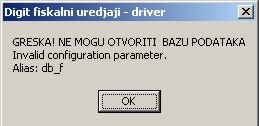 Digit fiskalni uredjaji - driver
GRESKA! NE MOGU OTVORITI  BAZU PODATAKA
Invalid configuration parameter.
Alias: db_f
OK